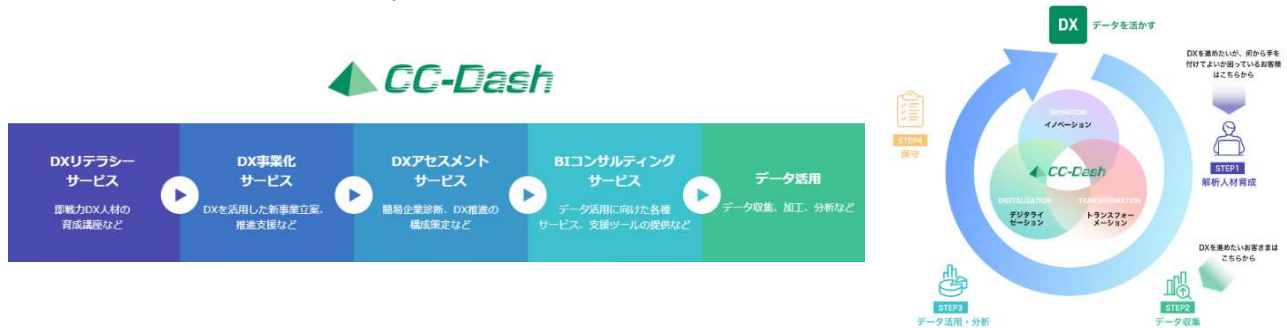 CC-Dash
DXリテラシー
サービス
即戦力DX人材の
育成講座など
DX事業化
サービス
DXを活用した新事業立案、
推進支援など
DXアセスメント
サービス
簡易企業診断、DX推進の
構成策定など
BIコンサルティング
サービス
データ活用に向けた各種
サービス、支援ツールの提供など
データ活用
データ収集、加工、分析など
DX データを活かす
DXを進めたいが、何から手を
付けてよいか困っているお客様
はこちらから
STEP1
解析人材育成
DXを進めたいお客さまは
こちらから
STEP2
データ収集
STEP3
データ活用・分析
STEP4
保守
INNOVATION
イノベーション
CC-Dash
DIGITALIZATION
デジタライ
ゼーション
TRANSFORMATION
トランスフォー
メーション